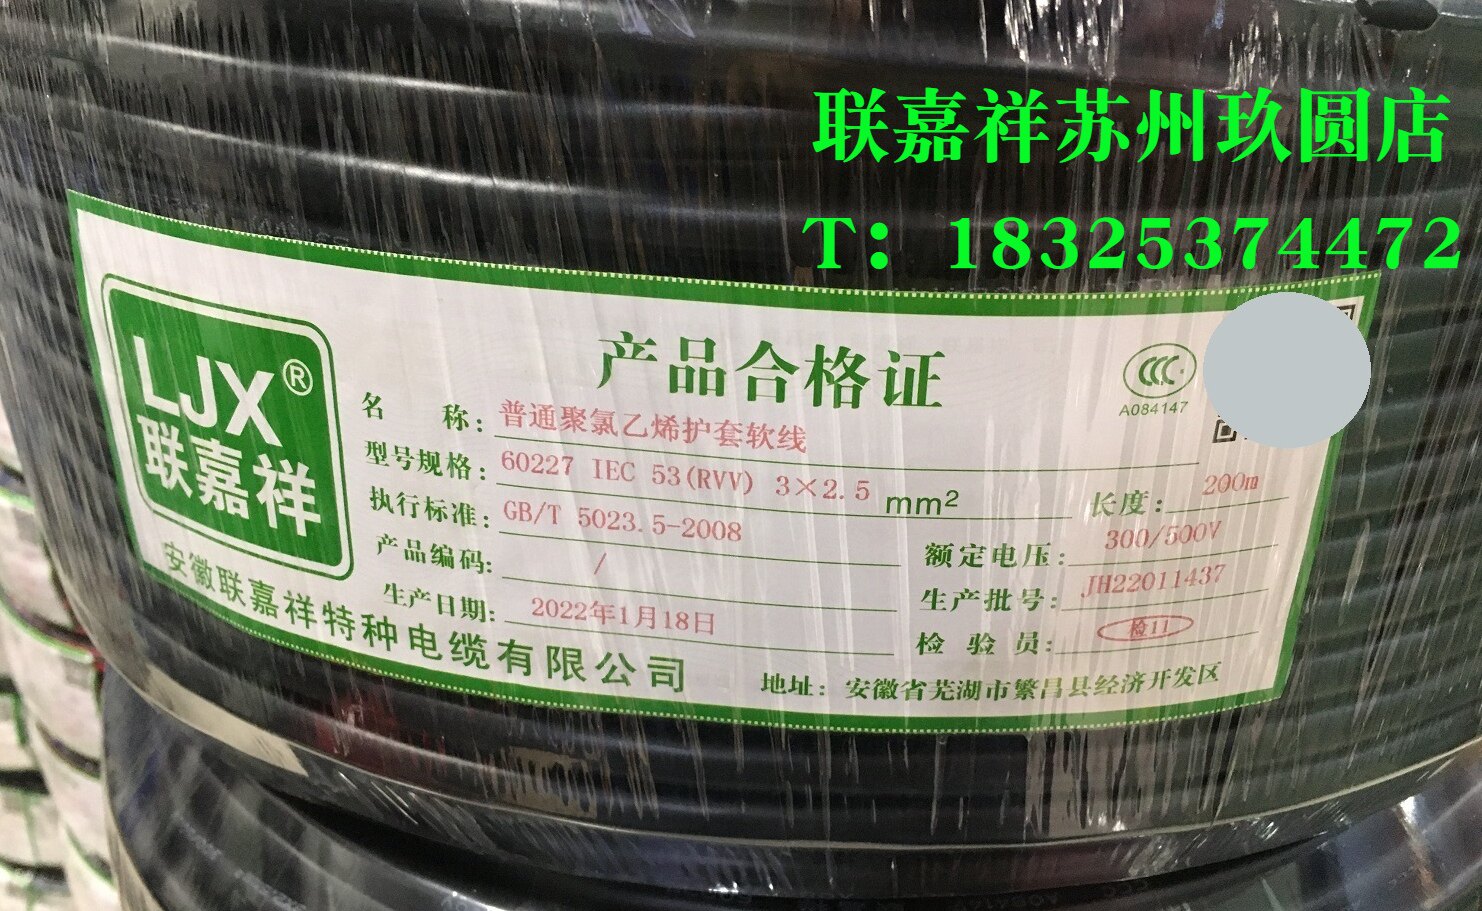 联嘉祥苏州玖圆店
T：18325374472
LJX®
联嘉祥
产品合格证
CCC
A084147
名 称：普通聚氯乙烯护套软线
型号规格：60227 IEC 53(RVV) 3×2.5 mm²
长度：200m
执行标准：GB/T 5023.5-2008
额定电压：300/500V
产品编码：/
生产批号：JH22011437
生产日期：2022年1月18日
检 验 员：检11
安徽联嘉祥特种电缆有限公司
地址：安徽省芜湖市繁昌县经济开发区